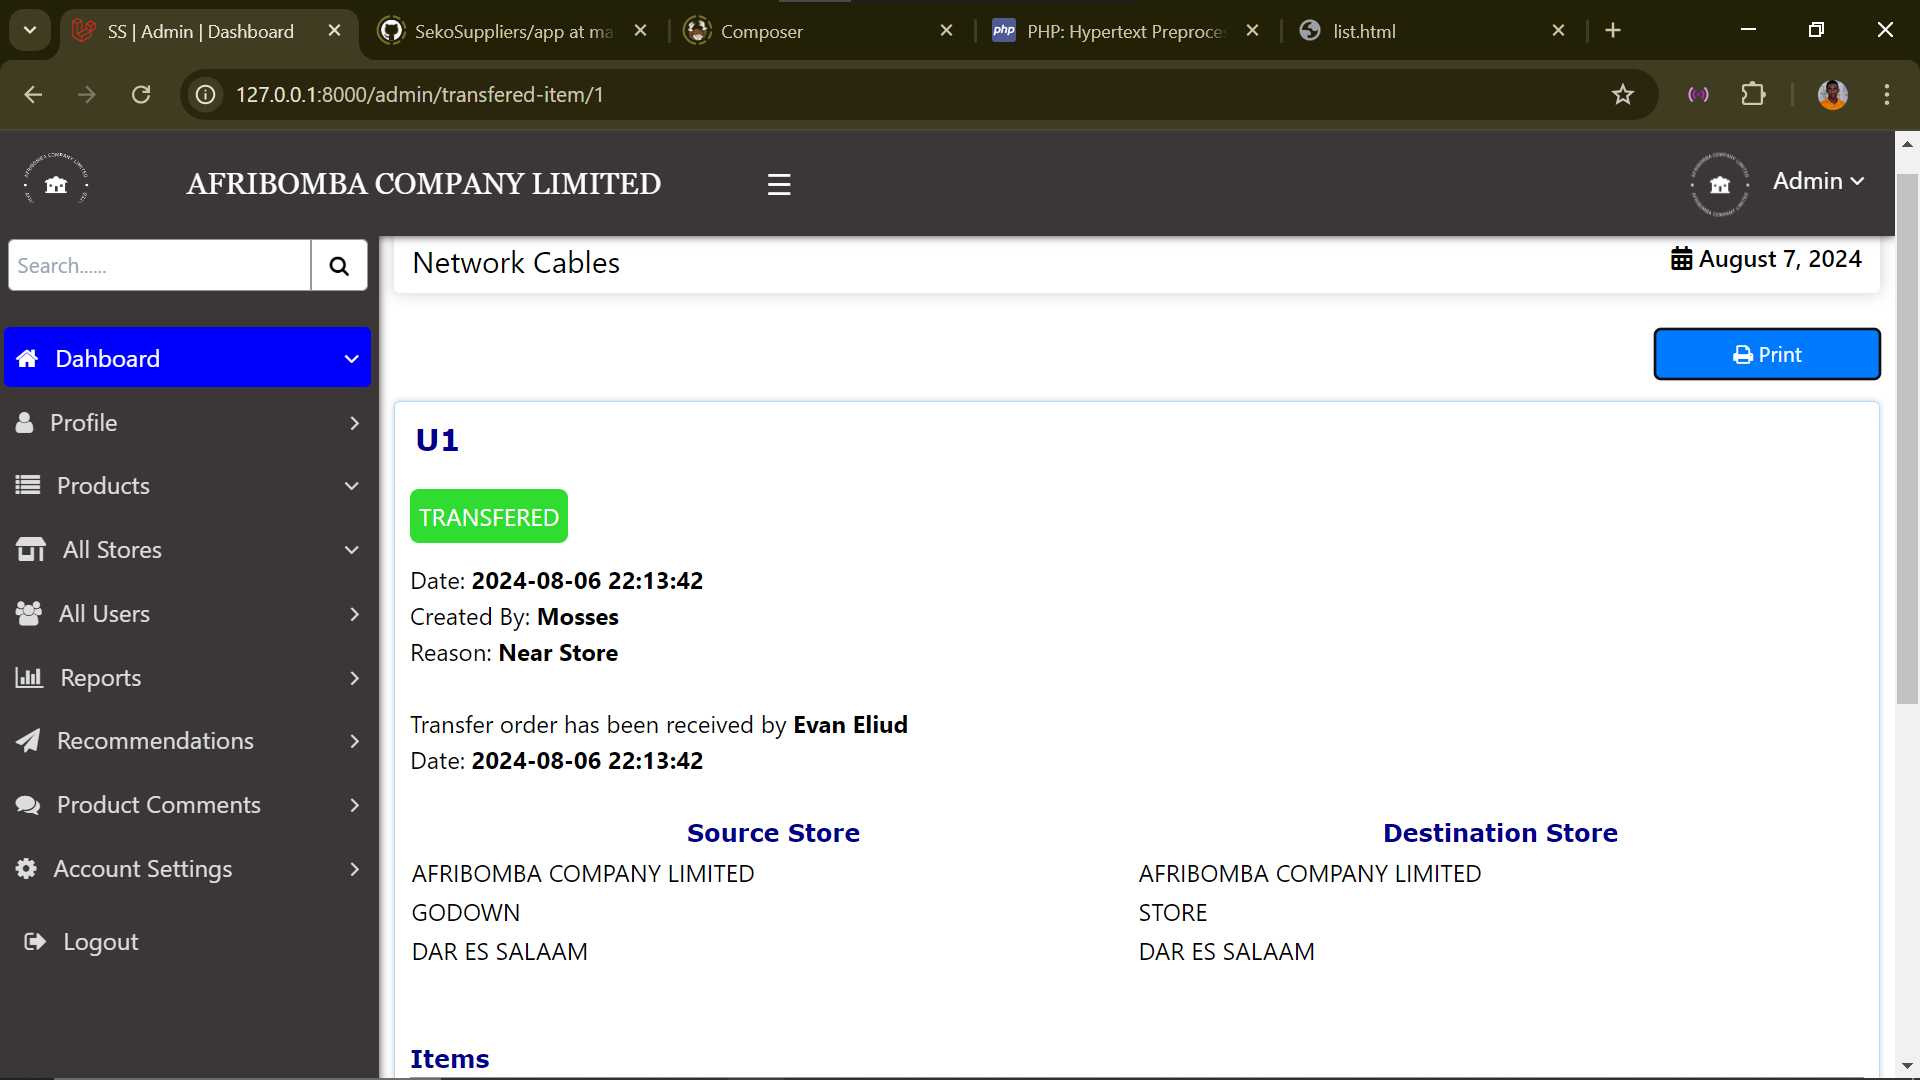 SS | Admin | Dashboard
SekoSuppliers/app at ma
Composer
php
PHP: Hypertext Preproces
list.html
127.0.0.1:8000/admin/transfered-item/1
AFRIBOMBA COMPANY LIMITED
Admin
Search......
Network Cables
August 7, 2024
Dahboard
Print
Profile
U1
Products
TRANSFERED
All Stores
Date: 2024-08-06 22:13:42
All Users
Created By: Mosses
Reason: Near Store
Reports
Transfer order has been received by Evan Eliud
Recommendations
Date: 2024-08-06 22:13:42
Product Comments
Source Store
Destination Store
Account Settings
AFRIBOMBA COMPANY LIMITED
AFRIBOMBA COMPANY LIMITED
GODOWN
STORE
Logout
DAR ES SALAAM
DAR ES SALAAM
Items